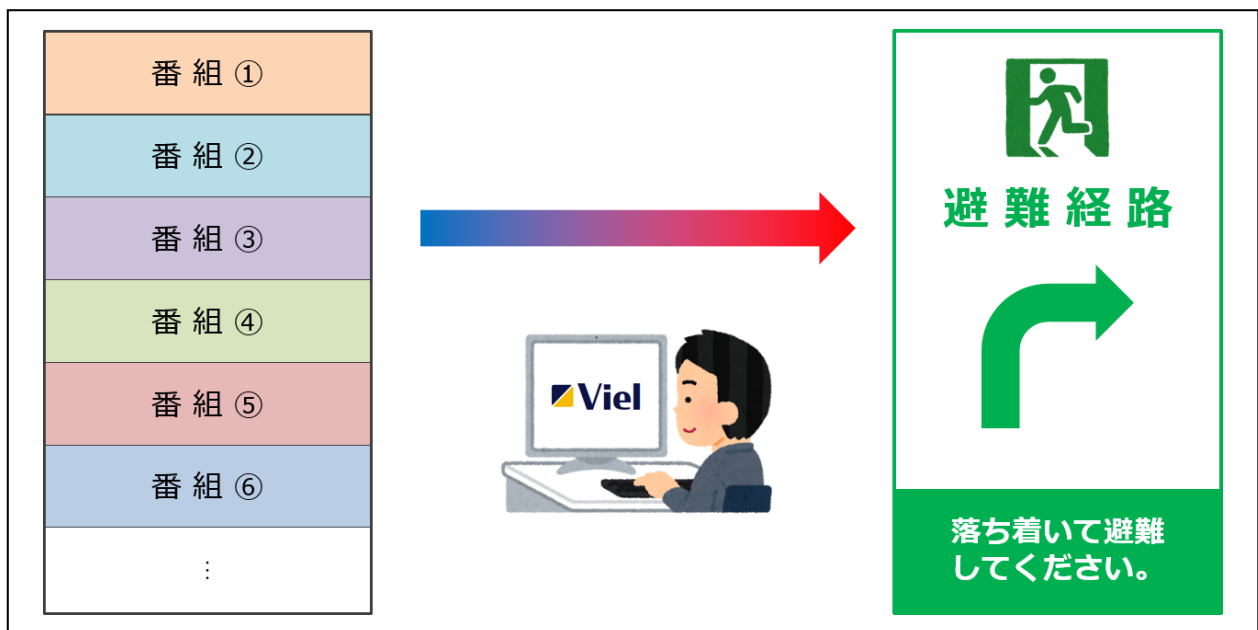 番 組 ①
番 組 ②
番 組 ③
番 組 ④
番 組 ⑤
番 組 ⑥
⋮
Viel
避 難 経 路
落ち着いて避難
してください。